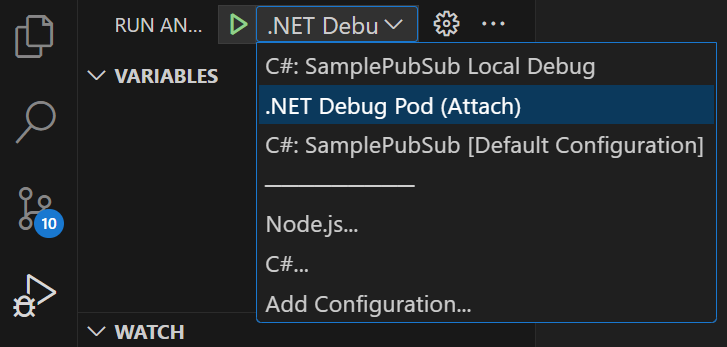 RUN AN... .NET Debu
VARIABLES
C#: SamplePubSub Local Debug
.NET Debug Pod (Attach)
C#: SamplePubSub [Default Configuration]
Node.js...
C#...
Add Configuration...
10
WATCH